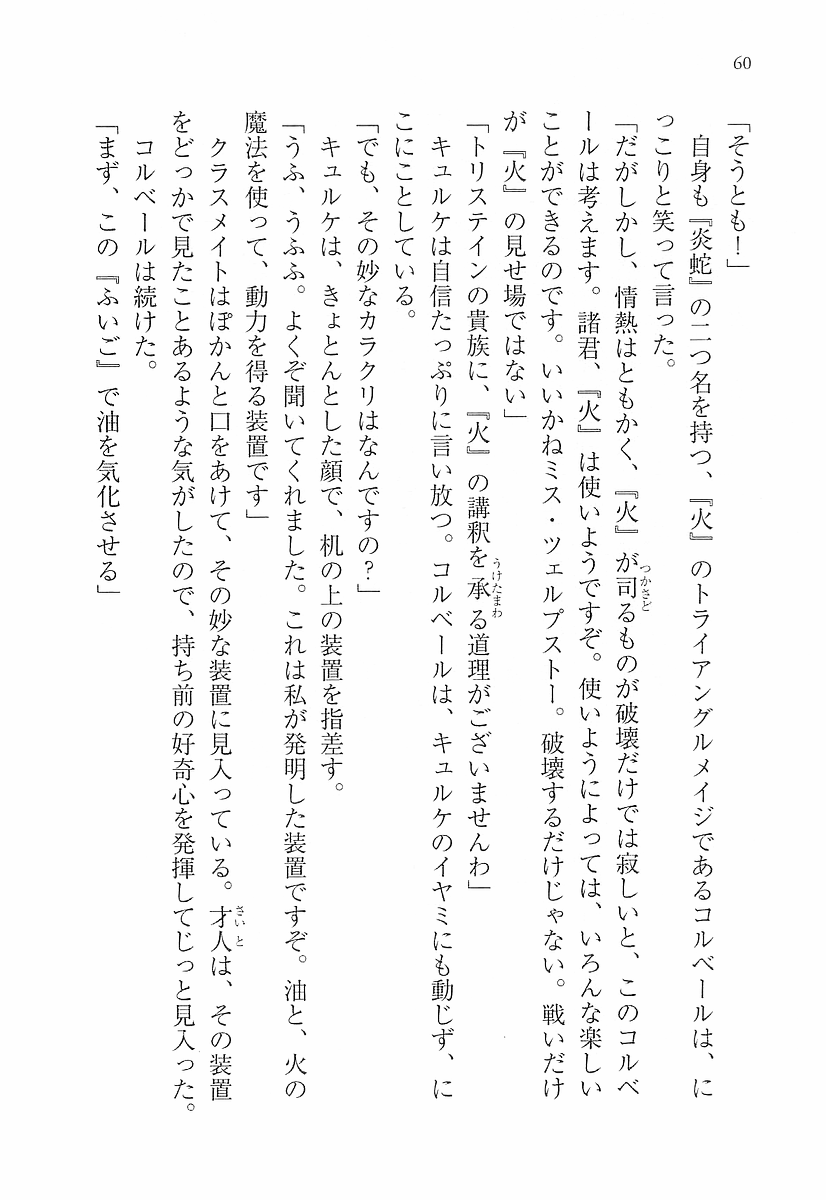 60
「そうとも！」
自身も『炎蛇』の二つ名を持つ、『火』のトライアングルメイジであるコルベールは、に
っこりと笑って言った。
「だがしかし、情熱はともかく、『火』が司るものが破壊だけでは寂しいと、このコルベ
ールは考えます。諸君、『火』は使いようですぞ。使いようによっては、いろんな楽しい
ことができるのです。いいかねミス・ツェルプストー。破壊するだけじゃない。戦いだけ
が『火』の見せ場ではない」
「トリステインの貴族に、『火』の講釈を承る道理がございませんわ」
キュルケは自信たっぷりに言い放つ。コルベールは、キュルケのイヤミにも動じず、に
こにことしている。
「でも、その妙なカラクリはなんですの？」
キュルケは、きょとんとした顔で、机の上の装置を指差す。
「うふ、うふふ。よくぞ聞いてくれました。これは私が発明した装置ですぞ。油と、火の
魔法を使って、動力を得る装置です」
クラスメイトはぽかんと口をあけて、その妙な装置に見入っている。才人は、その装置
をどっかで見たことあるような気がしたので、持ち前の好奇心を発揮してじっと見入った。
コルベールは続けた。
「まず、この『ふいご』で油を気化させる」
つかさど
うけたまわ
さいと